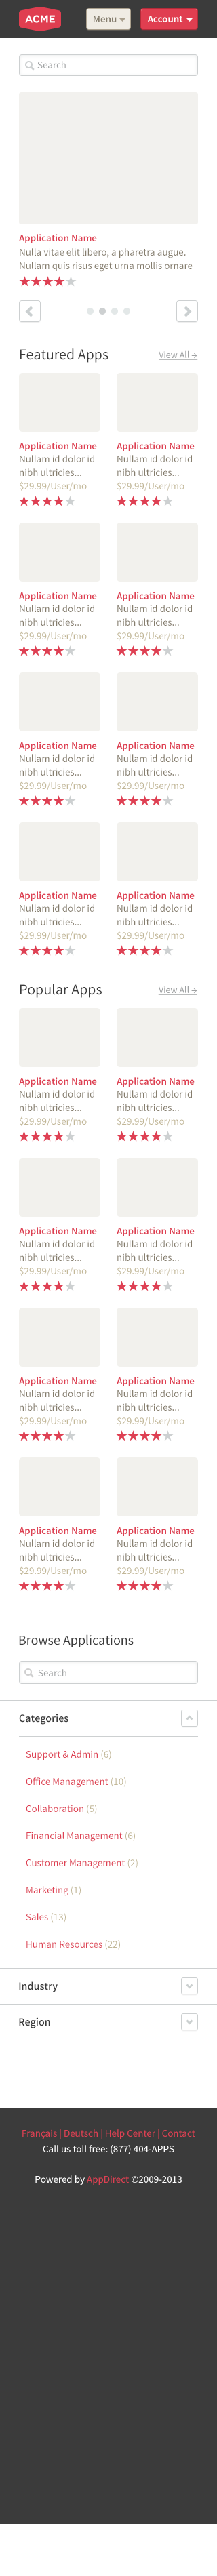 ACME
Menu
Account
Search
Application Name
Nulla vitae elit libero, a pharetra augue.
Nullam quis risus eget urna mollis ornare
Featured Apps
View All →
Application Name
Nullam id dolor id
nibh ultricies...
$29.99/User/mo
Application Name
Nullam id dolor id
nibh ultricies...
$29.99/User/mo
Application Name
Nullam id dolor id
nibh ultricies...
$29.99/User/mo
Application Name
Nullam id dolor id
nibh ultricies...
$29.99/User/mo
Application Name
Nullam id dolor id
nibh ultricies...
$29.99/User/mo
Application Name
Nullam id dolor id
nibh ultricies...
$29.99/User/mo
Application Name
Nullam id dolor id
nibh ultricies...
$29.99/User/mo
Application Name
Nullam id dolor id
nibh ultricies...
$29.99/User/mo
Popular Apps
View All →
Application Name
Nullam id dolor id
nibh ultricies...
$29.99/User/mo
Application Name
Nullam id dolor id
nibh ultricies...
$29.99/User/mo
Application Name
Nullam id dolor id
nibh ultricies...
$29.99/User/mo
Application Name
Nullam id dolor id
nibh ultricies...
$29.99/User/mo
Application Name
Nullam id dolor id
nibh ultricies...
$29.99/User/mo
Application Name
Nullam id dolor id
nibh ultricies...
$29.99/User/mo
Application Name
Nullam id dolor id
nibh ultricies...
$29.99/User/mo
Application Name
Nullam id dolor id
nibh ultricies...
$29.99/User/mo
Browse Applications
Search
Categories
Support & Admin (6)
Office Management (10)
Collaboration (5)
Financial Management (6)
Customer Management (2)
Marketing (1)
Sales (13)
Human Resources (22)
Industry
Region
Français | Deutsch | Help Center | Contact
Call us toll free: (877) 404-APPS
Powered by AppDirect ©2009-2013